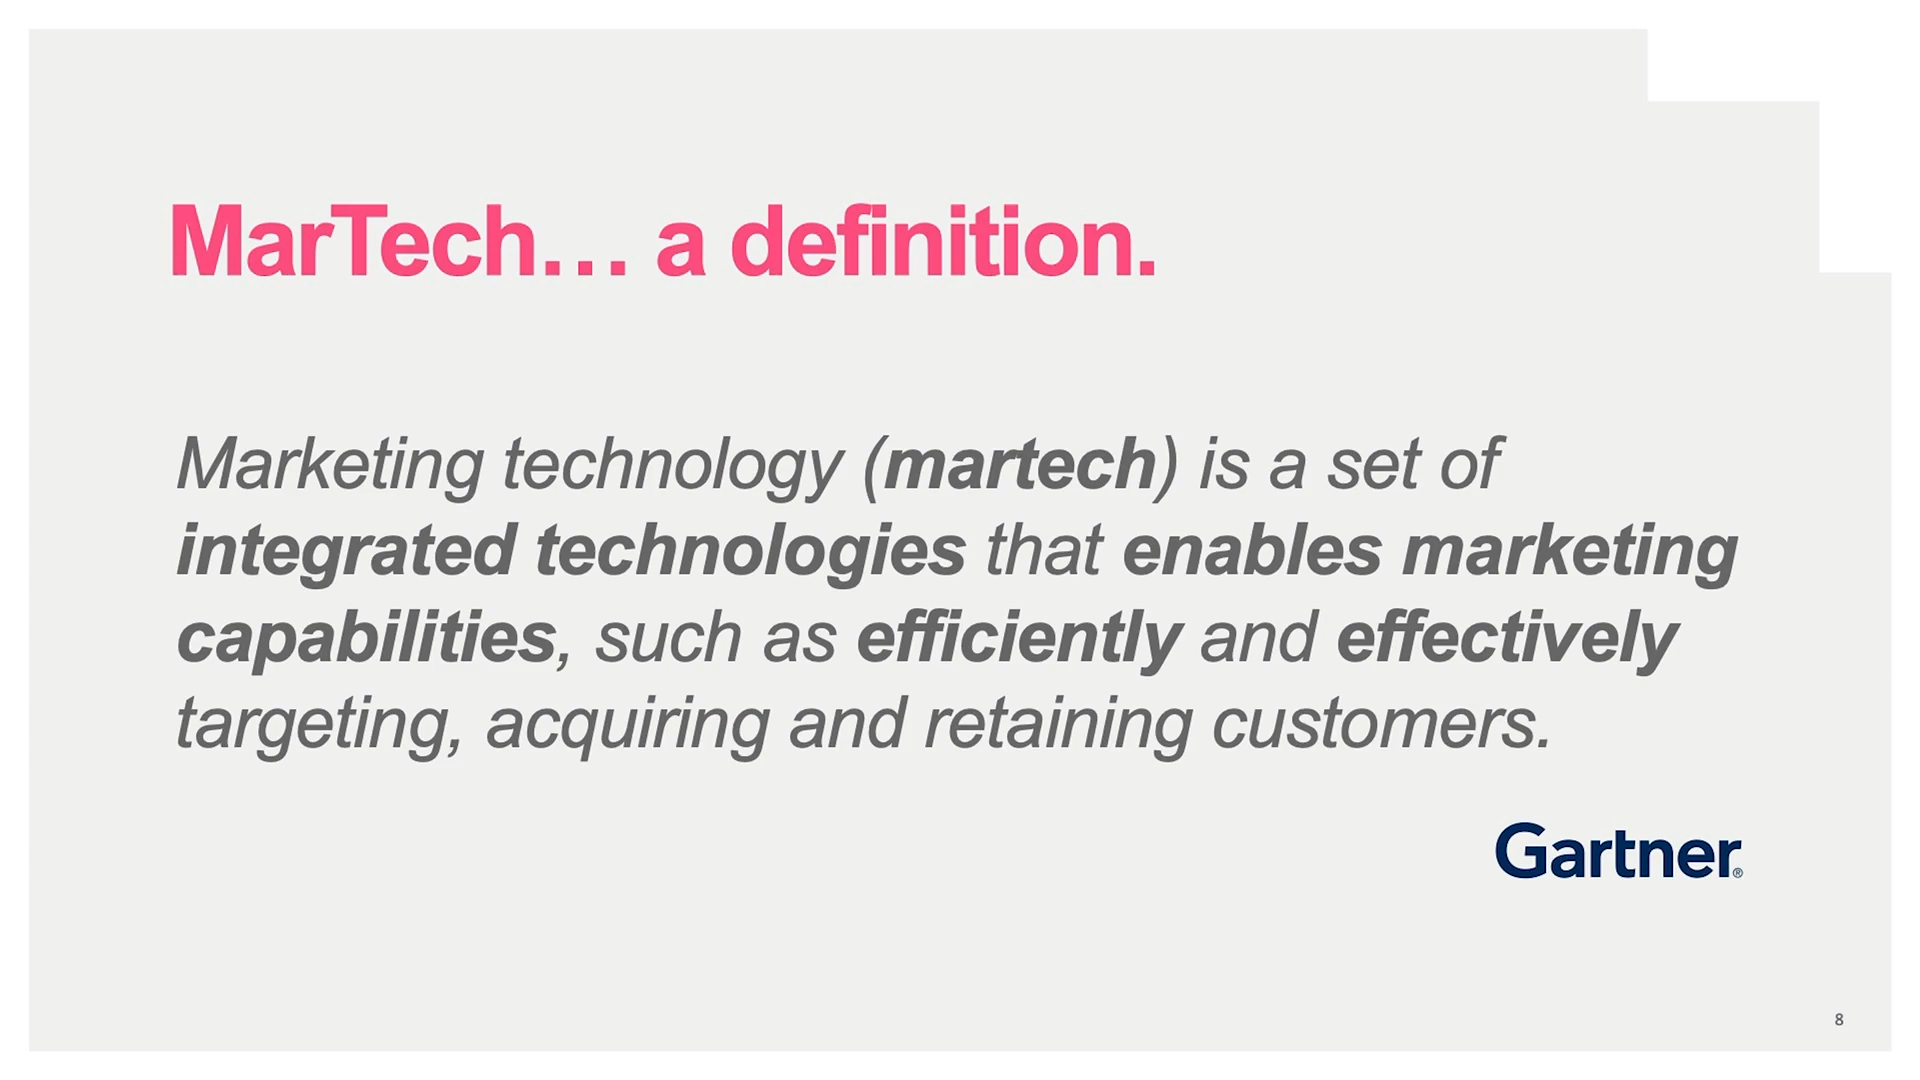 MarTech… a definition.
Marketing technology (martech) is a set of
integrated technologies that enables marketing
capabilities, such as efficiently and effectively
targeting, acquiring and retaining customers.
Gartner®
8